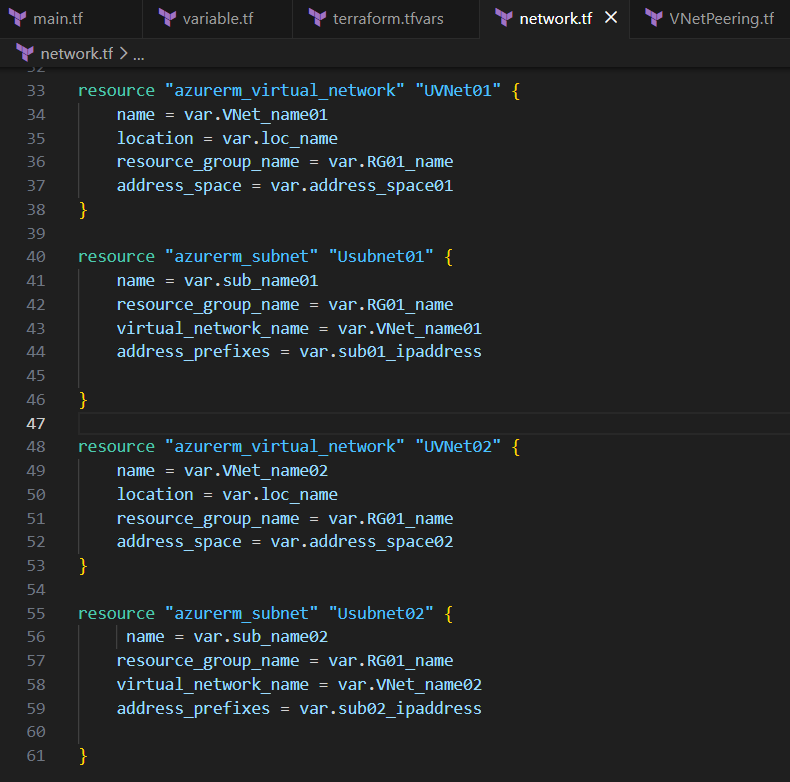 main.tf variable.tf terraform.tfvars network.tf VNetPeering.tf
network.tf > ...
32
33 resource "azurerm_virtual_network" "UVNet01" {
34     name = var.VNet_name01
35     location = var.loc_name
36     resource_group_name = var.RG01_name
37     address_space = var.address_space01
38 }
39
40 resource "azurerm_subnet" "Usubnet01" {
41     name = var.sub_name01
42     resource_group_name = var.RG01_name
43     virtual_network_name = var.VNet_name01
44     address_prefixes = var.sub01_ipaddress
45
46 }
47
48 resource "azurerm_virtual_network" "UVNet02" {
49     name = var.VNet_name02
50     location = var.loc_name
51     resource_group_name = var.RG01_name
52     address_space = var.address_space02
53 }
54
55 resource "azurerm_subnet" "Usubnet02" {
56      name = var.sub_name02
57     resource_group_name = var.RG01_name
58     virtual_network_name = var.VNet_name02
59     address_prefixes = var.sub02_ipaddress
60
61 }